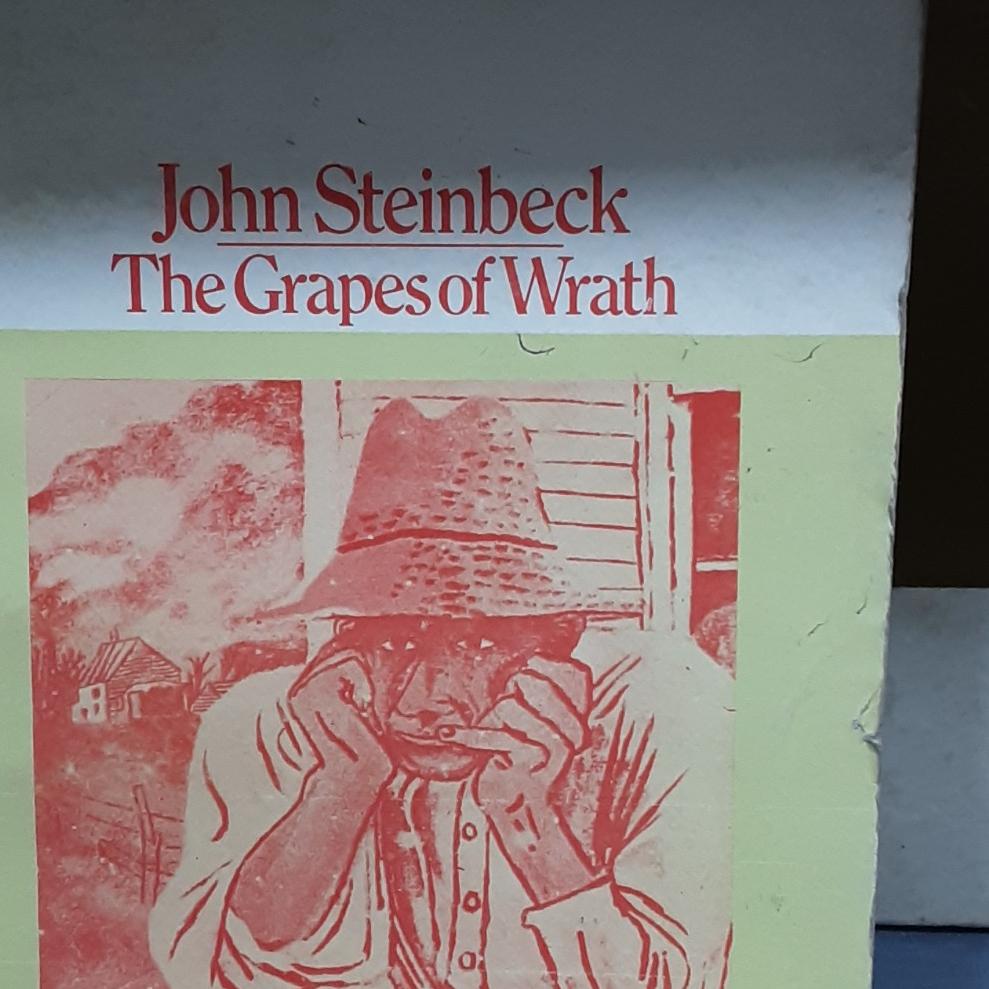 John Steinbeck
The Grapes of Wrath